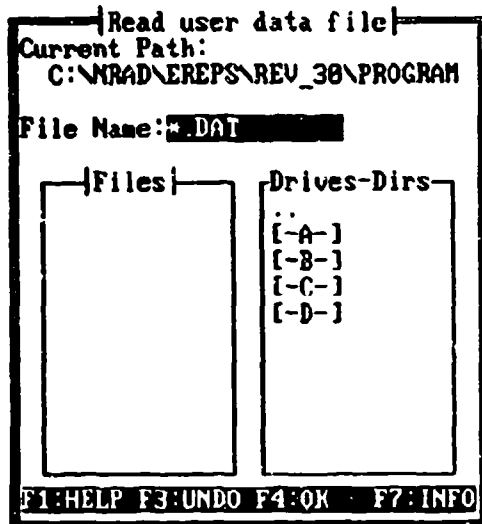 Read user data file
Current Path:
C:\NRAD\EREPS\REV_30\PROGRAM
File Name:*.DAT
Files
Drives-Dirs
..
[-A-]
[-B-]
[-C-]
[-D-]
F1:HELP F3:UNDO F4:OK F7:INFO